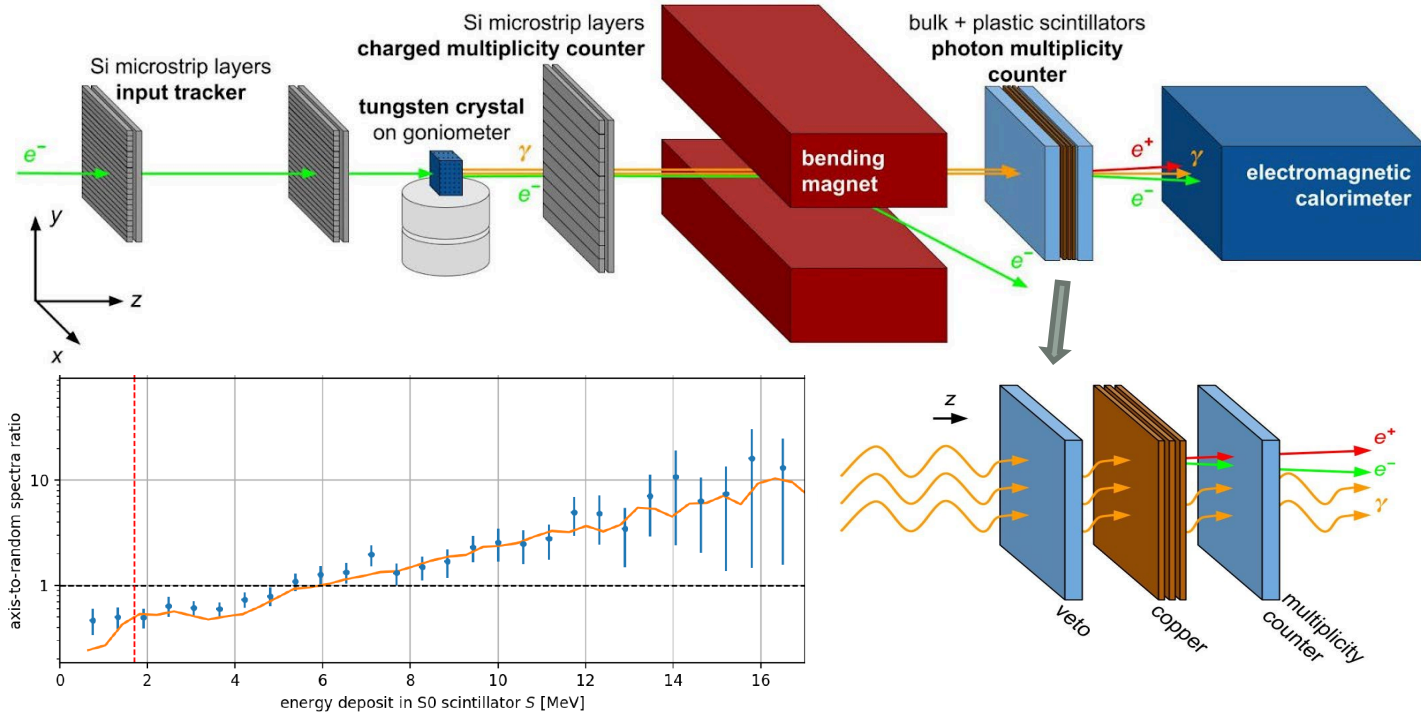 Si microstrip layers
input tracker
tungsten crystal
on goniometer
Si microstrip layers
charged multiplicity counter
bulk + plastic scintillators
photon multiplicity
counter
e⁻
γ
e⁻
bending
magnet
e⁻
e⁺
γ
e⁻
electromagnetic
calorimeter
y
z
x
axis-to-random spectra ratio
10
1
0 2 4 6 8 10 12 14 16
energy deposit in S0 scintillator S [MeV]
z
e⁺
e⁻
γ
veto
copper
multiplicity
counter